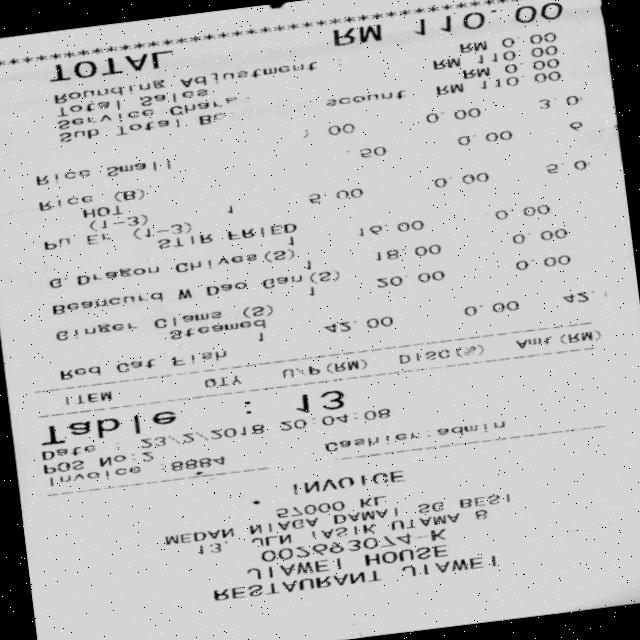 RESTAURANT JIAWEI
JIAWEI HOUSE
002693074-K
13, JLN TASIK UTAMA 8
MEDAN NIAGA DAMAI SG BESI
57000 KL
INVOICE
Invoice :8884
POS No:2 Cashier:admin
Date : 23/2/2018 20:04:08
Table : 13
ITEM QTY U/P(RM) DISC(%) Amt(RM)
Red Cat Fish 1 42.00 0.00 42.
Steamed
Ginger Clams (S) 1 20.00 0.00
Beancurd W Dao Gan(S) 1 18.00 0.00
G.Dragon Chives(S) 1 16.00 0.00
STIR FRIED
Pu Er (1-3) 1 5.00 0.00 5.0
(1-3)
HOT
Rice (B) .50 0.00 6
Rice Small 1.00 0.00 3.0
Sub Total scount RM 110.00
Service Charg RM 0.00
Total Sales RM 110.00
Rounding Adjustment : RM 0.00
TOTAL RM 110.00